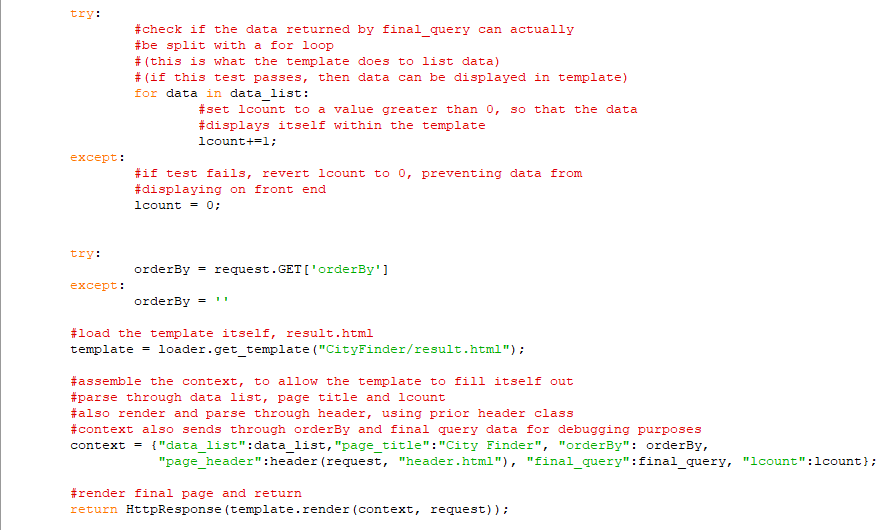 try:
#check if the data returned by final_query can actually
#be split with a for loop
#(this is what the template does to list data)
#(if this test passes, then data can be displayed in template)
for data in data_list:
#set lcount to a value greater than 0, so that the data
#displays itself within the template
lcount+=1;
except:
#if test fails, revert lcount to 0, preventing data from
#displaying on front end
lcount = 0;
try:
orderBy = request.GET['orderBy']
except:
orderBy = ''
#load the template itself, result.html
template = loader.get_template("CityFinder/result.html");
#assemble the context, to allow the template to fill itself out
#parse through data list, page title and lcount
#also render and parse through header, using prior header class
#context also sends through orderBy and final query data for debugging purposes
context = {"data_list":data_list,"page_title":"City Finder", "orderBy": orderBy,
"page_header":header(request, "header.html"), "final_query":final_query, "lcount":lcount};
#render final page and return
return HttpResponse(template.render(context, request));